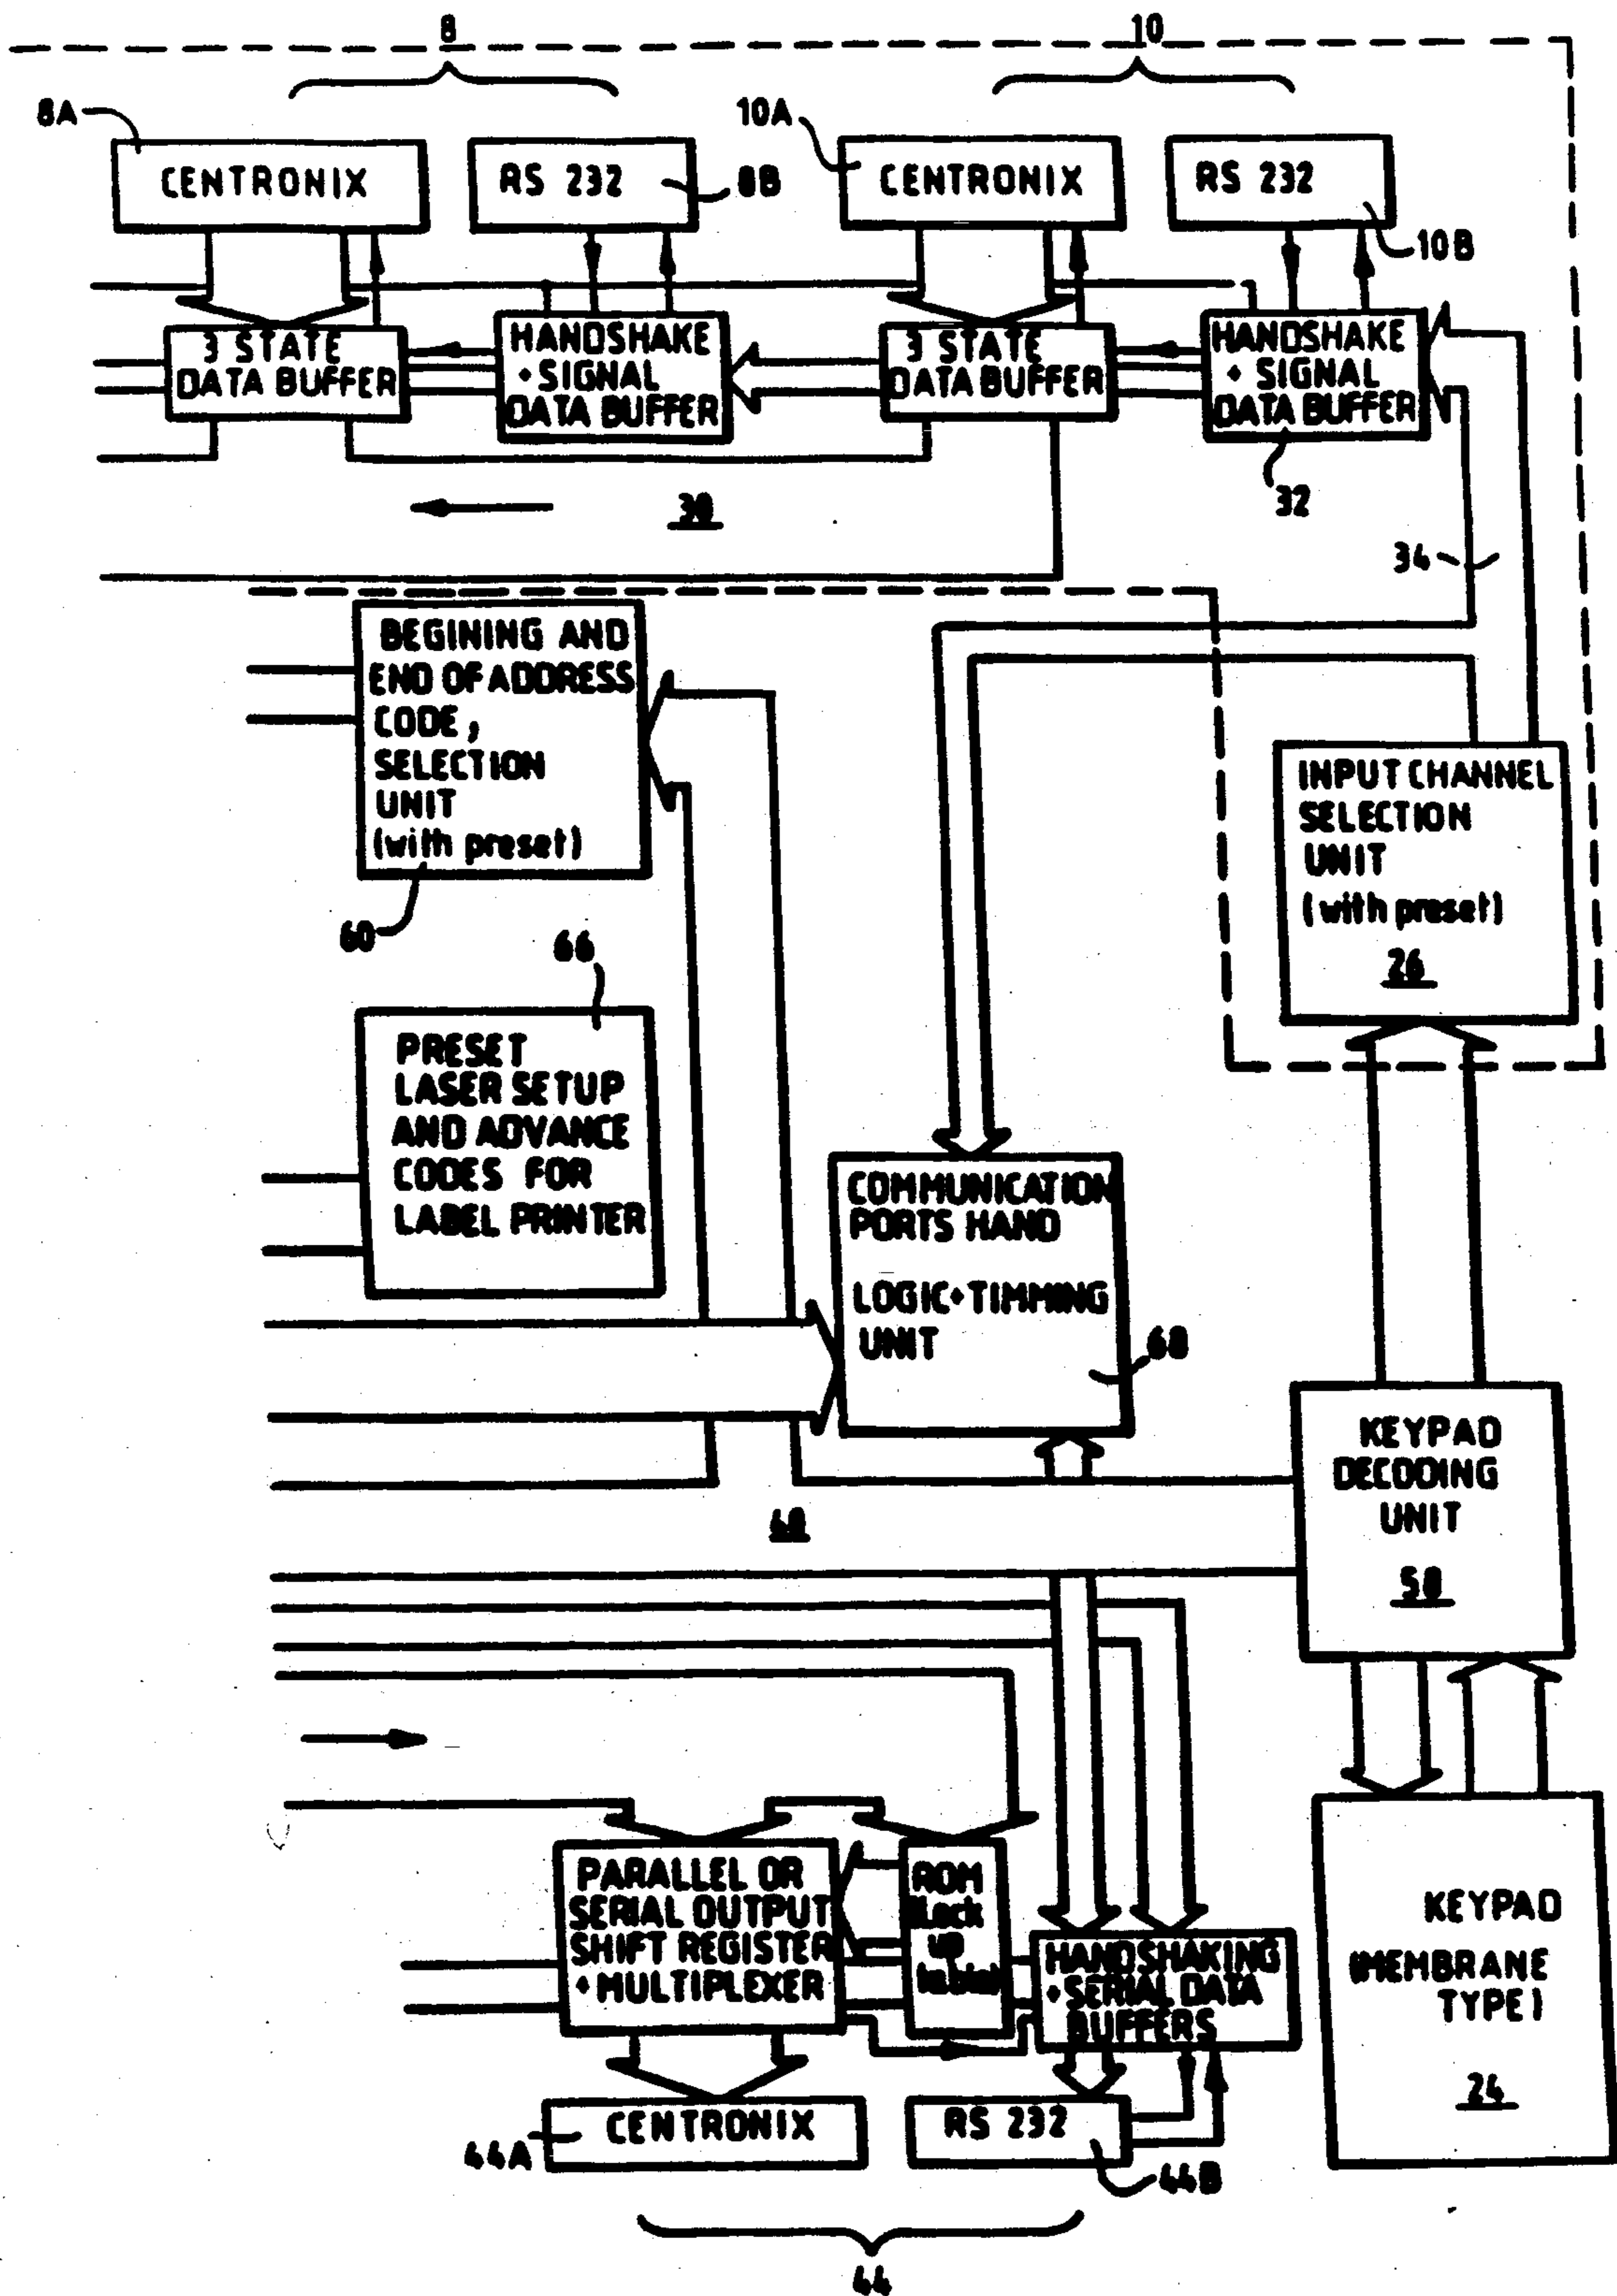 8
10
8A
10A
CENTRONIX
RS 232
8B
CENTRONIX
RS 232
10B
3 STATE
DATA BUFFER
HANDSHAKE
+ SIGNAL
DATA BUFFER
3 STATE
DATA BUFFER
HANDSHAKE
+ SIGNAL
DATA BUFFER
32
30
34
BEGINING AND
END OF ADDRESS
CODE,
SELECTION
UNIT
(with preset)
60
INPUT CHANNEL
SELECTION
UNIT
(with preset)
26
66
PRESET
LASER SETUP
AND ADVANCE
CODES FOR
LABEL PRINTER
COMMUNICATION
PORTS HAND
LOGIC + TIMMING
UNIT
68
KEYPAD
DECODING
UNIT
58
PARALLEL OR
SERIAL OUTPUT
SHIFT REGISTER
+ MULTIPLEXER
ROM
up
HANDSHAKING
+ SERIAL DATA
BUFFERS
KEYPAD
(MEMBRANE
TYPE)
24
44A
CENTRONIX
RS 232
44B
44